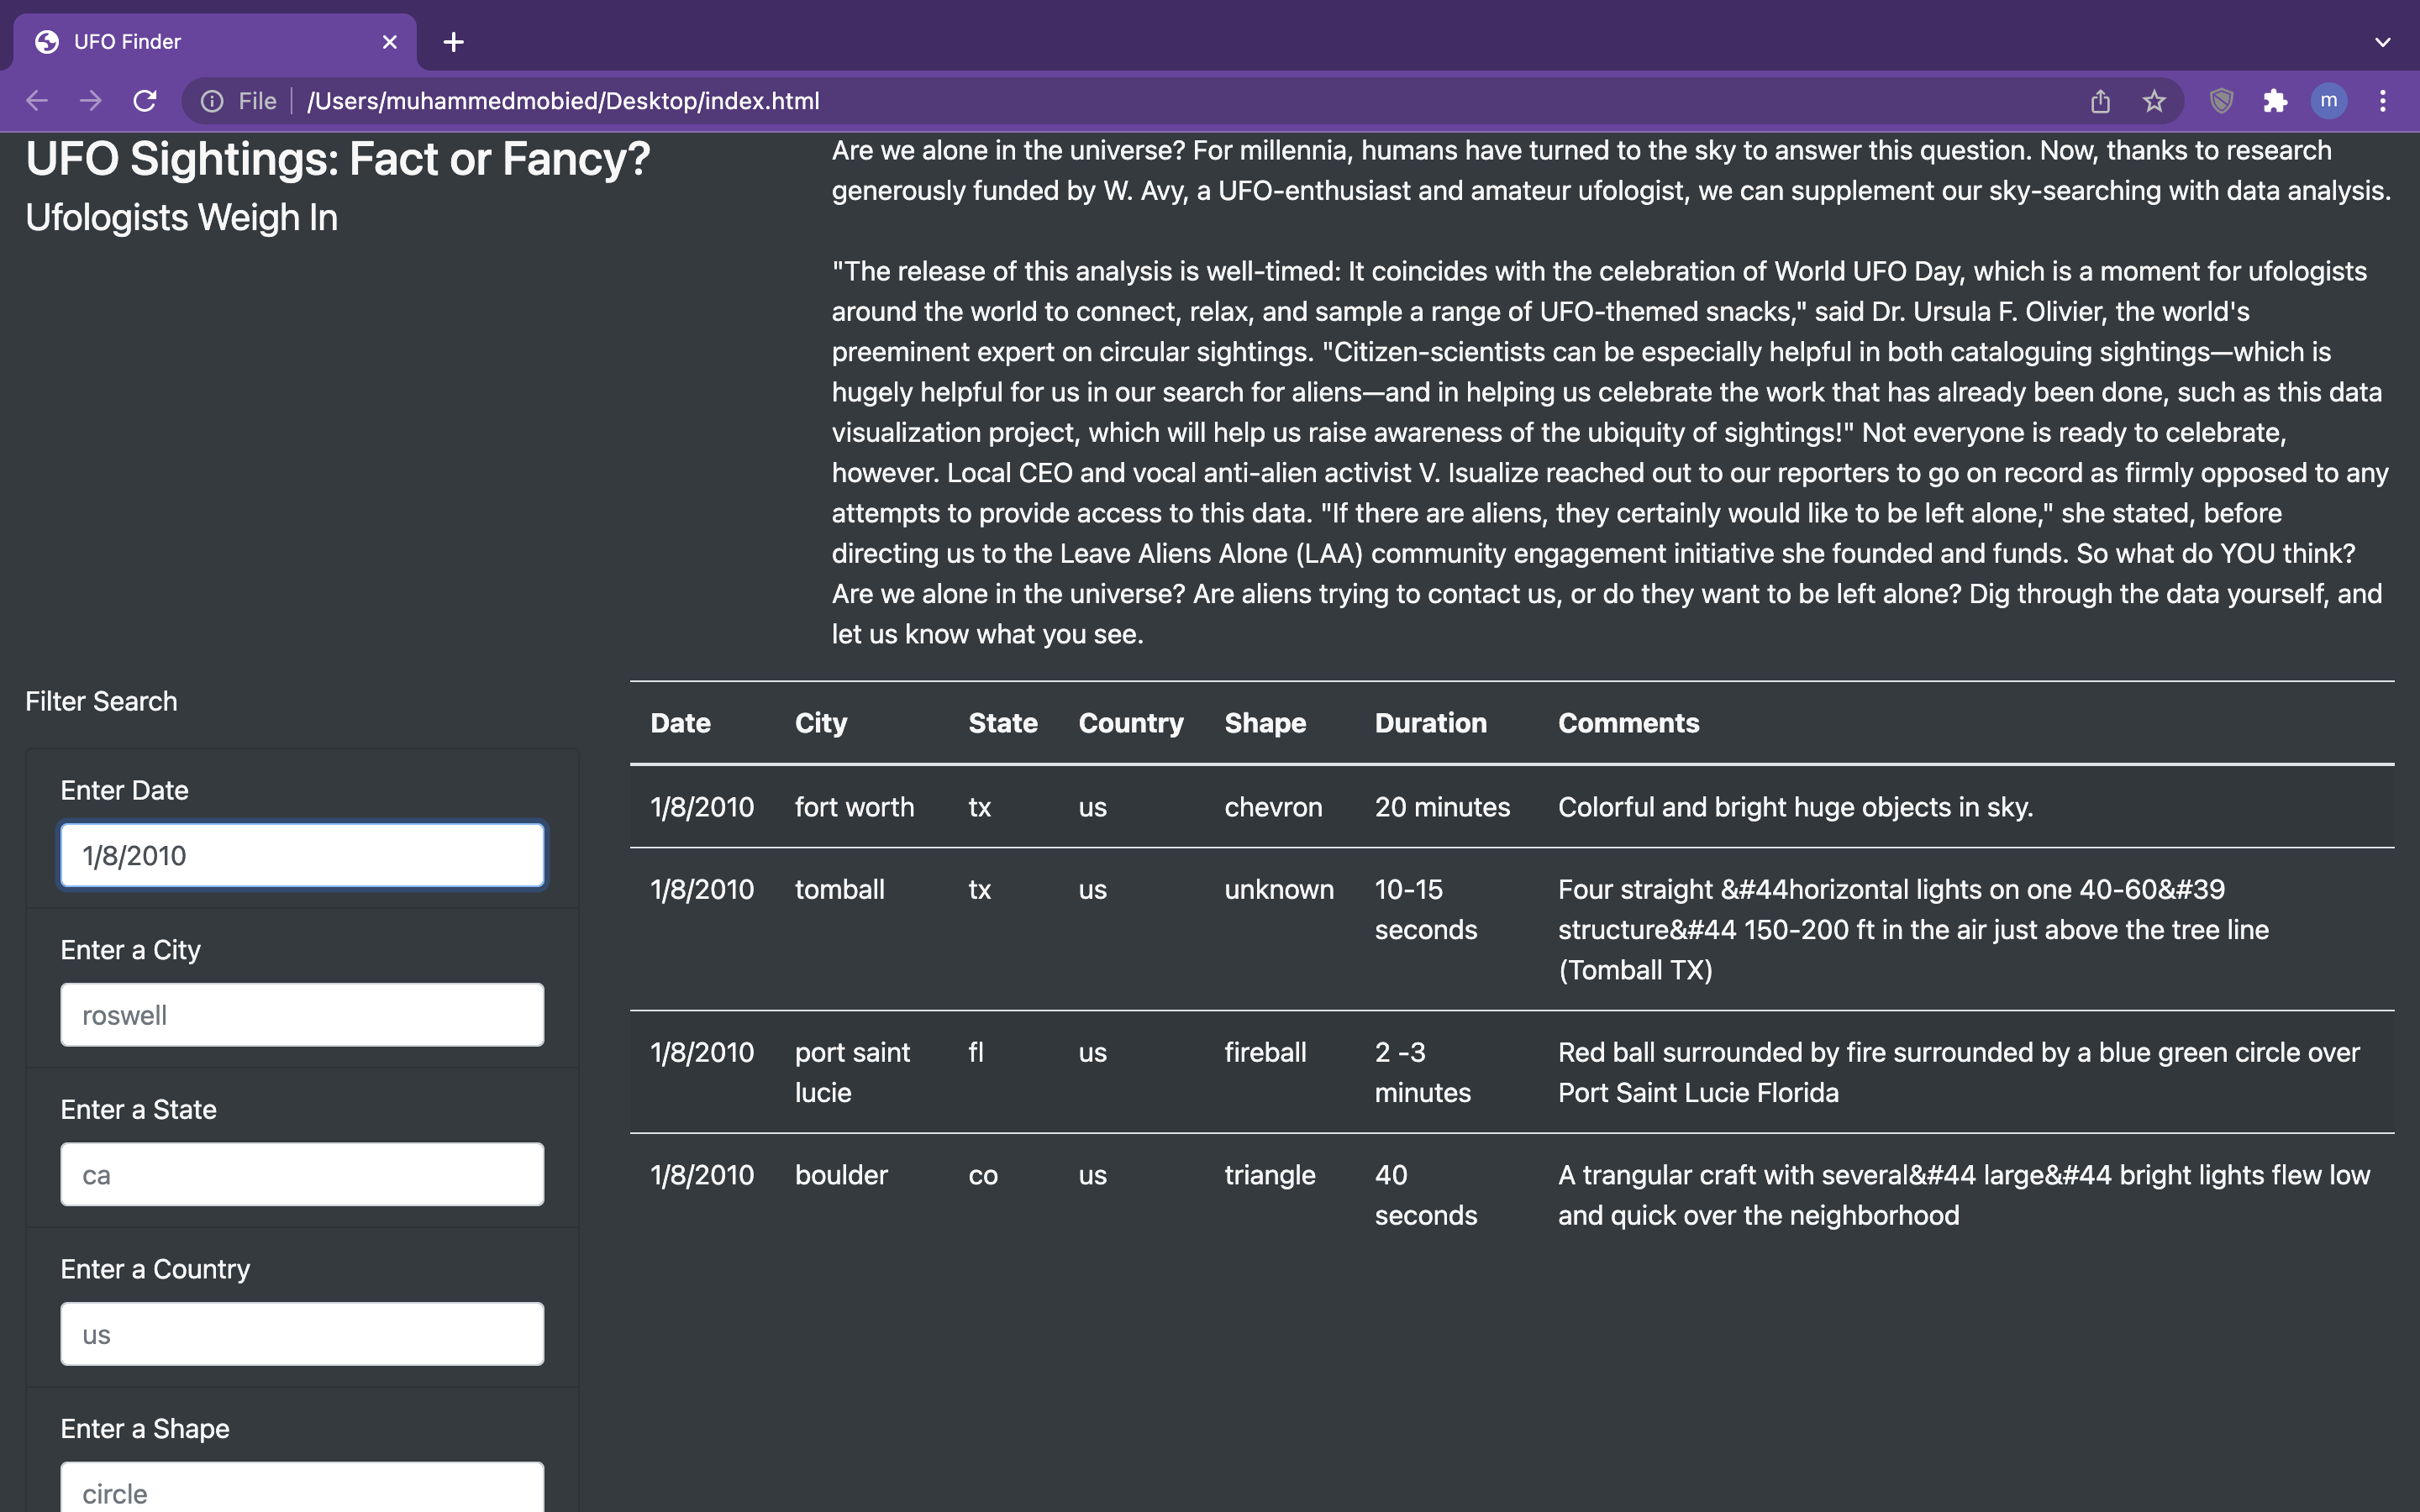 UFO Finder
File
/Users/muhammedmobied/Desktop/index.html
m
UFO Sightings: Fact or Fancy?
Ufologists Weigh In
Are we alone in the universe? For millennia, humans have turned to the sky to answer this question. Now, thanks to research
generously funded by W. Avy, a UFO-enthusiast and amateur ufologist, we can supplement our sky-searching with data analysis.
"The release of this analysis is well-timed: It coincides with the celebration of World UFO Day, which is a moment for ufologists
around the world to connect, relax, and sample a range of UFO-themed snacks," said Dr. Ursula F. Olivier, the world's
preeminent expert on circular sightings. "Citizen-scientists can be especially helpful in both cataloguing sightings—which is
hugely helpful for us in our search for aliens—and in helping us celebrate the work that has already been done, such as this data
visualization project, which will help us raise awareness of the ubiquity of sightings!" Not everyone is ready to celebrate,
however. Local CEO and vocal anti-alien activist V. Isualize reached out to our reporters to go on record as firmly opposed to any
attempts to provide access to this data. "If there are aliens, they certainly would like to be left alone," she stated, before
directing us to the Leave Aliens Alone (LAA) community engagement initiative she founded and funds. So what do YOU think?
Are we alone in the universe? Are aliens trying to contact us, or do they want to be left alone? Dig through the data yourself, and
let us know what you see.
Filter Search
Enter Date
1/8/2010
Enter a City
roswell
Enter a State
ca
Enter a Country
us
Enter a Shape
circle
Date City State Country Shape Duration Comments
1/8/2010 fort worth tx us chevron 20 minutes Colorful and bright huge objects in sky.
1/8/2010 tomball tx us unknown 10-15 Four straight &#44horizontal lights on one 40-60&#39
seconds structure&#44 150-200 ft in the air just above the tree line
(Tomball TX)
1/8/2010 port saint fl us fireball 2 -3 Red ball surrounded by fire surrounded by a blue green circle over
lucie minutes Port Saint Lucie Florida
1/8/2010 boulder co us triangle 40 A trangular craft with several&#44 large&#44 bright lights flew low
seconds and quick over the neighborhood